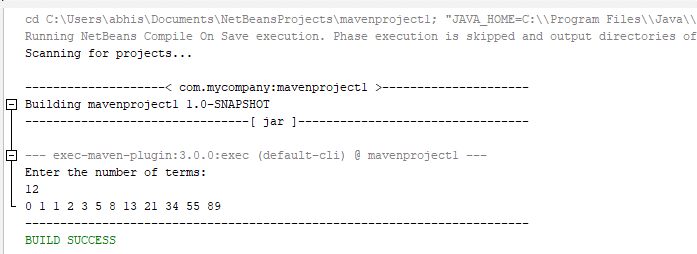 cd C:\Users\abhis\Documents\NetBeansProjects\mavenproject1; "JAVA_HOME=C:\\Program Files\\Java\\
Running NetBeans Compile On Save execution. Phase execution is skipped and output directories of
Scanning for projects...
--------------------< com.mycompany:mavenproject1 >---------------------
Building mavenproject1 1.0-SNAPSHOT
--------------------------------[ jar ]---------------------------------
--- exec-maven-plugin:3.0.0:exec (default-cli) @ mavenproject1 ---
Enter the number of terms:
12
0 1 1 2 3 5 8 13 21 34 55 89
------------------------------------------------------------------------
BUILD SUCCESS